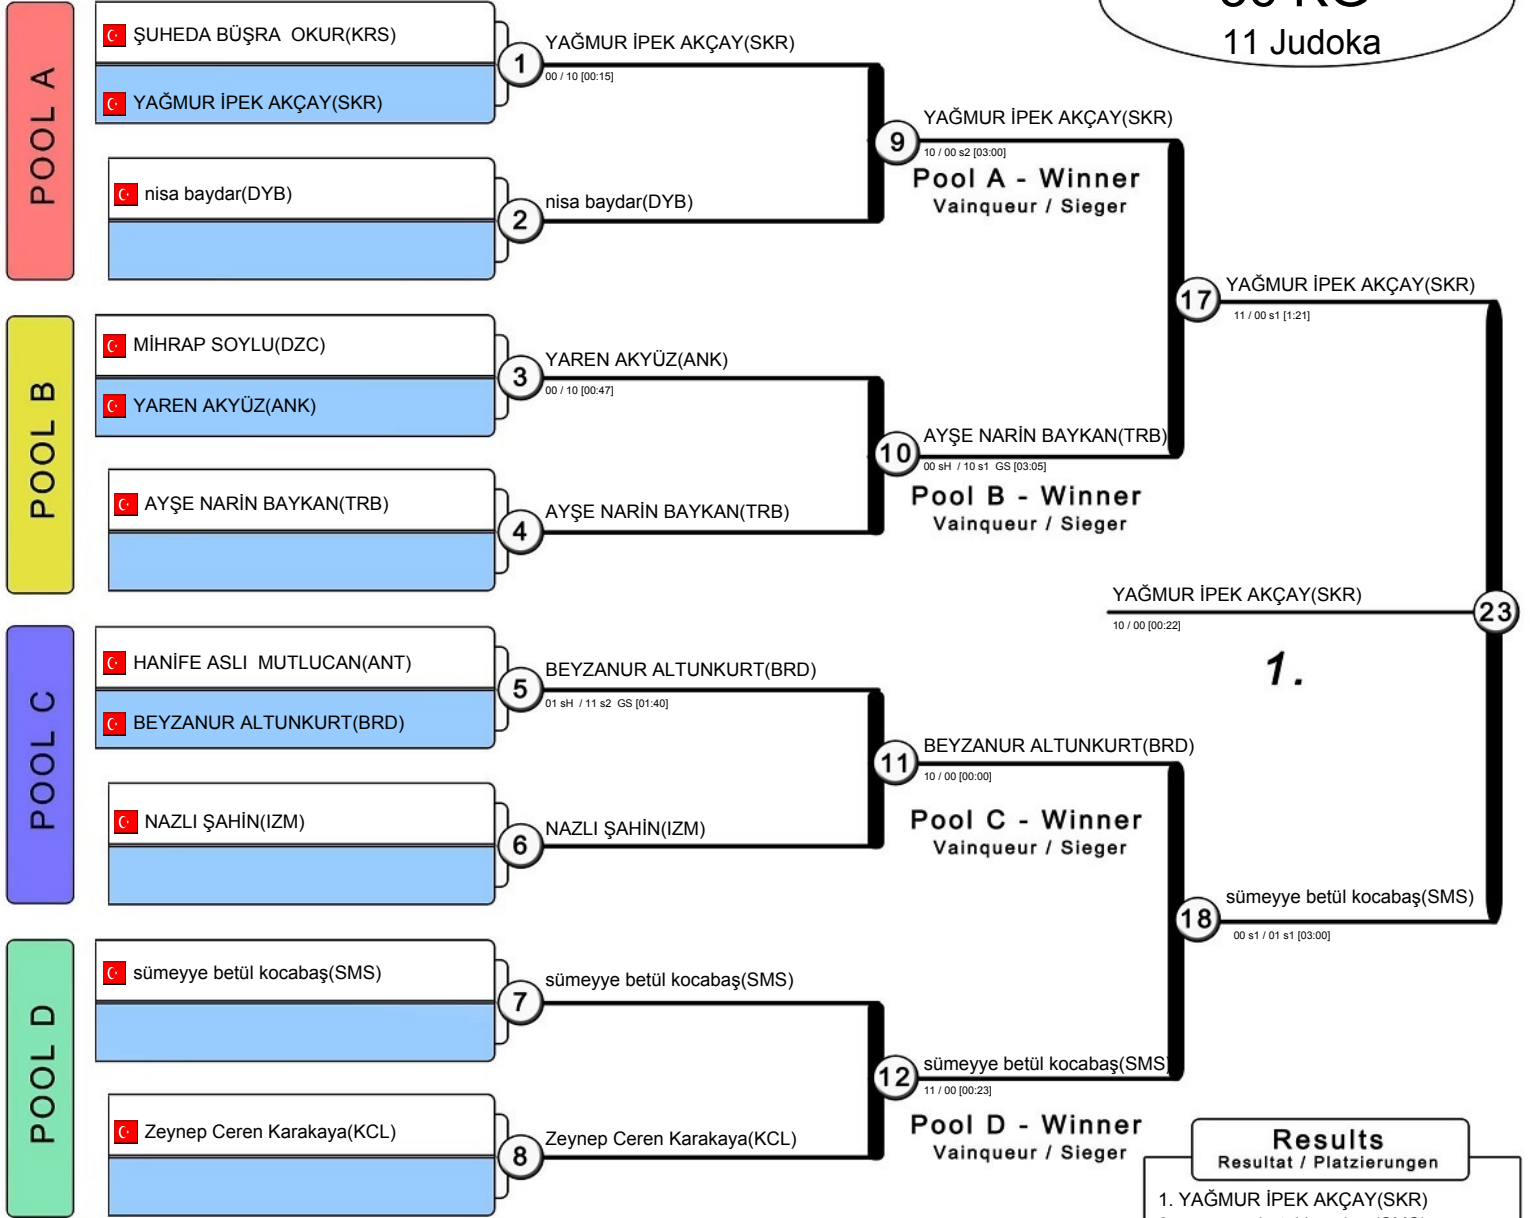 11 Judoka
POOL A
ŞUHEDA BÜŞRA  OKUR(KRS)
YAĞMUR İPEK AKÇAY(SKR)
1
YAĞMUR İPEK AKÇAY(SKR)
00 / 10 [00:15]
nisa baydar(DYB)
2
nisa baydar(DYB)
9
YAĞMUR İPEK AKÇAY(SKR)
10 / 00 s2 [03:00]
Pool A - Winner
Vainqueur / Sieger
POOL B
MİHRAP SOYLU(DZC)
YAREN AKYÜZ(ANK)
3
YAREN AKYÜZ(ANK)
00 / 10 [00:47]
AYŞE NARİN BAYKAN(TRB)
4
AYŞE NARİN BAYKAN(TRB)
10
AYŞE NARİN BAYKAN(TRB)
00 sH  / 10 s1  GS [03:05]
Pool B - Winner
Vainqueur / Sieger
17
YAĞMUR İPEK AKÇAY(SKR)
11 / 00 s1 [1:21]
POOL C
HANİFE ASLI  MUTLUCAN(ANT)
BEYZANUR ALTUNKURT(BRD)
5
BEYZANUR ALTUNKURT(BRD)
01 sH  / 11 s2  GS [01:40]
NAZLI ŞAHİN(IZM)
6
NAZLI ŞAHİN(IZM)
11
BEYZANUR ALTUNKURT(BRD)
10 / 00 [00:00]
Pool C - Winner
Vainqueur / Sieger
POOL D
sümeyye betül kocabaş(SMS)
7
sümeyye betül kocabaş(SMS)
Zeynep Ceren Karakaya(KCL)
8
Zeynep Ceren Karakaya(KCL)
12
sümeyye betül kocabaş(SMS)
11 / 00 [00:23]
Pool D - Winner
Vainqueur / Sieger
18
sümeyye betül kocabaş(SMS)
00 s1 / 01 s1 [03:00]
YAĞMUR İPEK AKÇAY(SKR)
23
10 / 00 [00:22]
1.
Results
Resultat / Platzierungen
1. YAĞMUR İPEK AKÇAY(SKR)